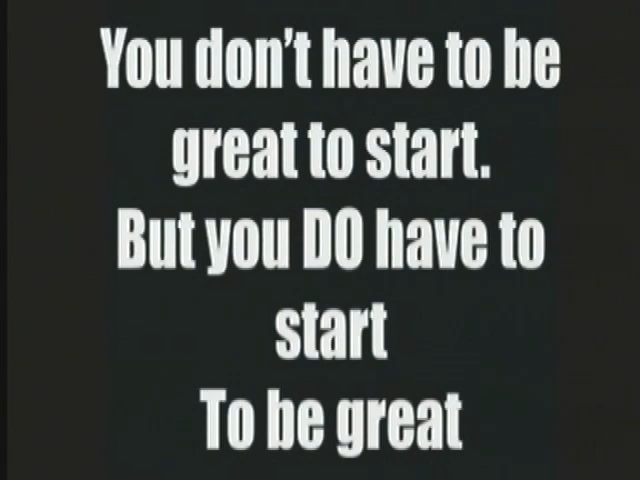 You don't have to be
great to start.
But you DO have to
start
To be great